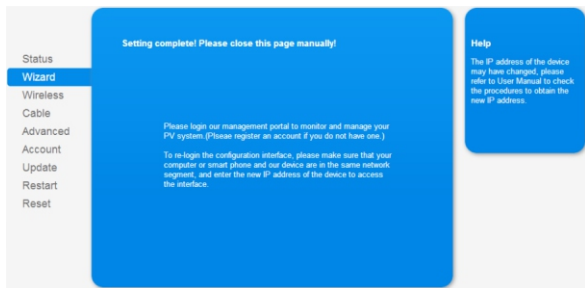 Status
Wizard
Wireless
Cable
Advanced
Account
Update
Restart
Reset
Setting complete! Please close this page manually!
Please login our management portal to monitor and manage your
PV system.(Plseae register an account if you do not have one.)
To re-login the configuration interface, please make sure that your
computer or smart phone and our device are in the same network
segment, and enter the new IP address of the device to access
the interface.
Help
The IP address of the device
may have changed, please
refer to User Manual to check
the procedures to obtain the
new IP address.